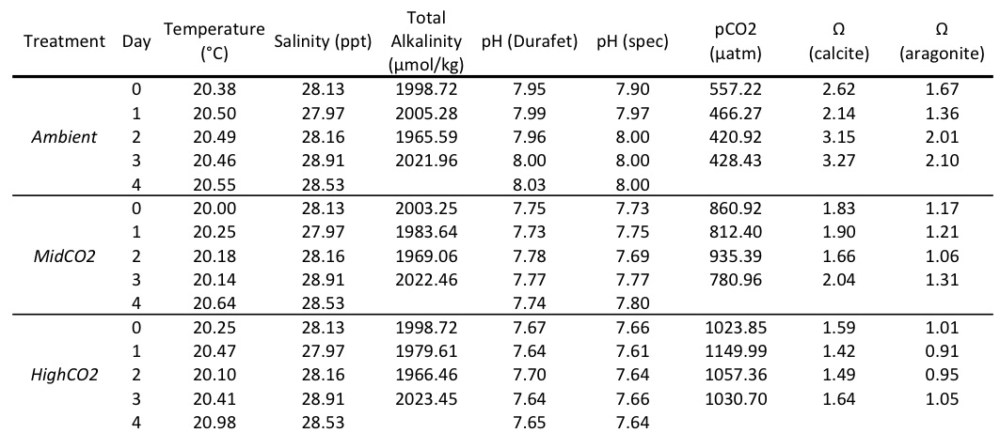 Treatment Day Temperature (°C) Salinity (ppt) Total Alkalinity (µmol/kg) pH (Durafet) pH (spec) pCO2 (µatm) Ω (calcite) Ω (aragonite)
0 20.38 28.13 1998.72 7.95 7.90 557.22 2.62 1.67
1 20.50 27.97 2005.28 7.99 7.97 466.27 2.14 1.36
Ambient 2 20.49 28.16 1965.59 7.96 8.00 420.92 3.15 2.01
3 20.46 28.91 2021.96 8.00 8.00 428.43 3.27 2.10
4 20.55 28.53 8.03 8.00
0 20.00 28.13 2003.25 7.75 7.73 860.92 1.83 1.17
1 20.25 27.97 1983.64 7.73 7.75 812.40 1.90 1.21
MidCO2 2 20.18 28.16 1969.06 7.78 7.69 935.39 1.66 1.06
3 20.14 28.91 2022.46 7.77 7.77 780.96 2.04 1.31
4 20.64 28.53 7.74 7.80
0 20.25 28.13 1998.72 7.67 7.66 1023.85 1.59 1.01
1 20.47 27.97 1979.61 7.64 7.61 1149.99 1.42 0.91
HighCO2 2 20.10 28.16 1966.46 7.70 7.64 1057.36 1.49 0.95
3 20.41 28.91 2023.45 7.64 7.66 1030.70 1.64 1.05
4 20.98 28.53 7.65 7.64